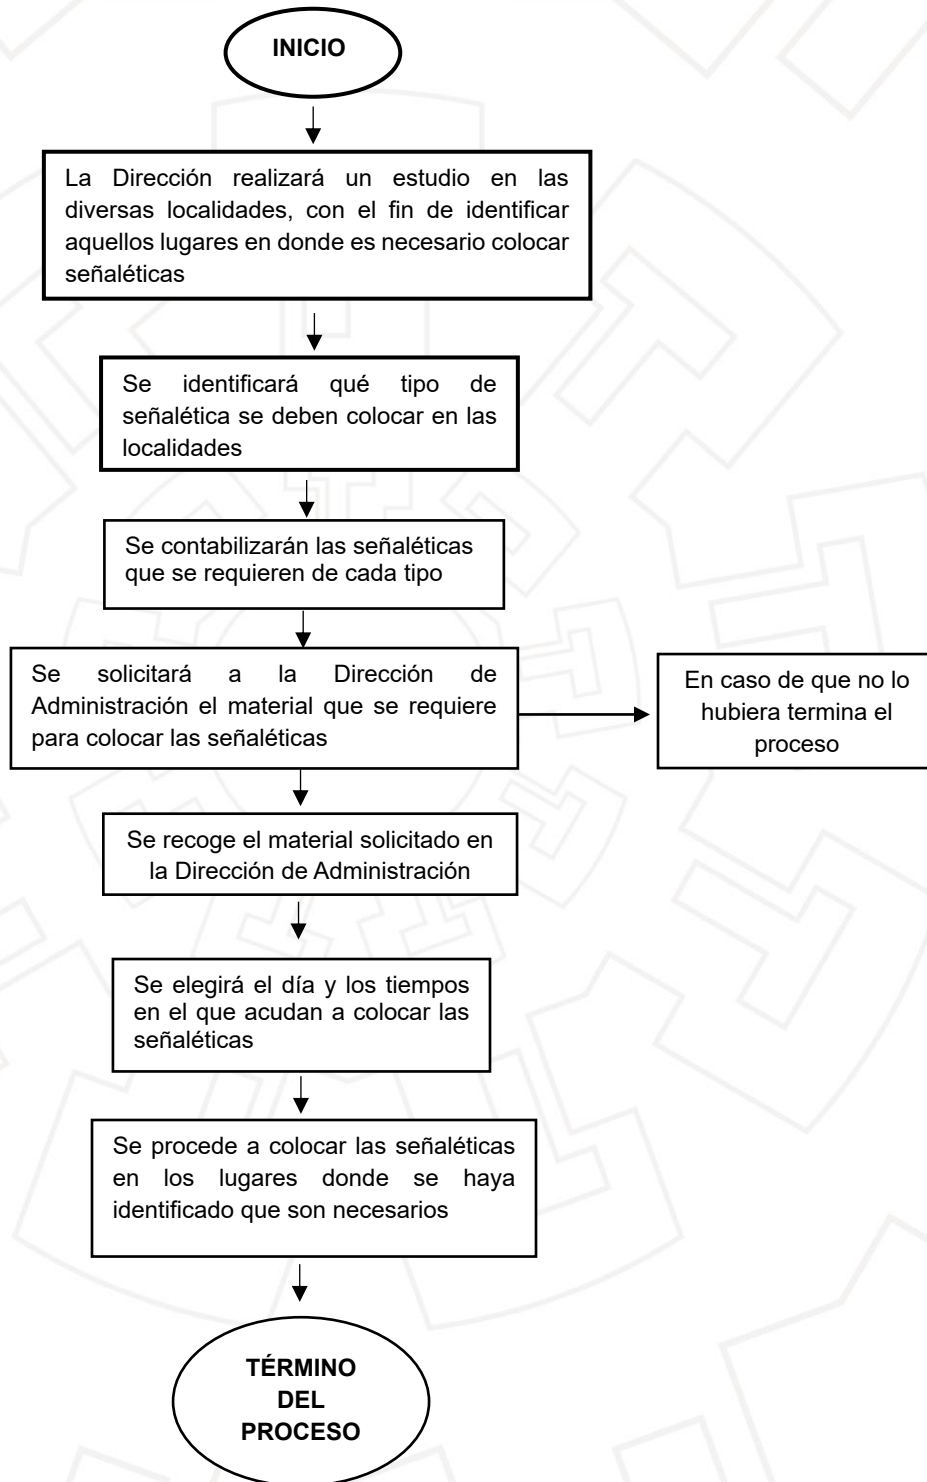 INICIO
La Dirección realizará un estudio en las
diversas localidades, con el fin de identificar
aquellos lugares en donde es necesario colocar
señaléticas
Se identificará qué tipo de
señalética se deben colocar en las
localidades
Se contabilizarán las señaléticas
que se requieren de cada tipo
Se solicitará a la Dirección de
Administración el material que se requiere
para colocar las señaléticas
En caso de que no lo
hubiera termina el
proceso
Se recoge el material solicitado en
la Dirección de Administración
Se elegirá el día y los tiempos
en el que acudan a colocar las
señaléticas
Se procede a colocar las señaléticas
en los lugares donde se haya
identificado que son necesarios
TÉRMINO
DEL
PROCESO